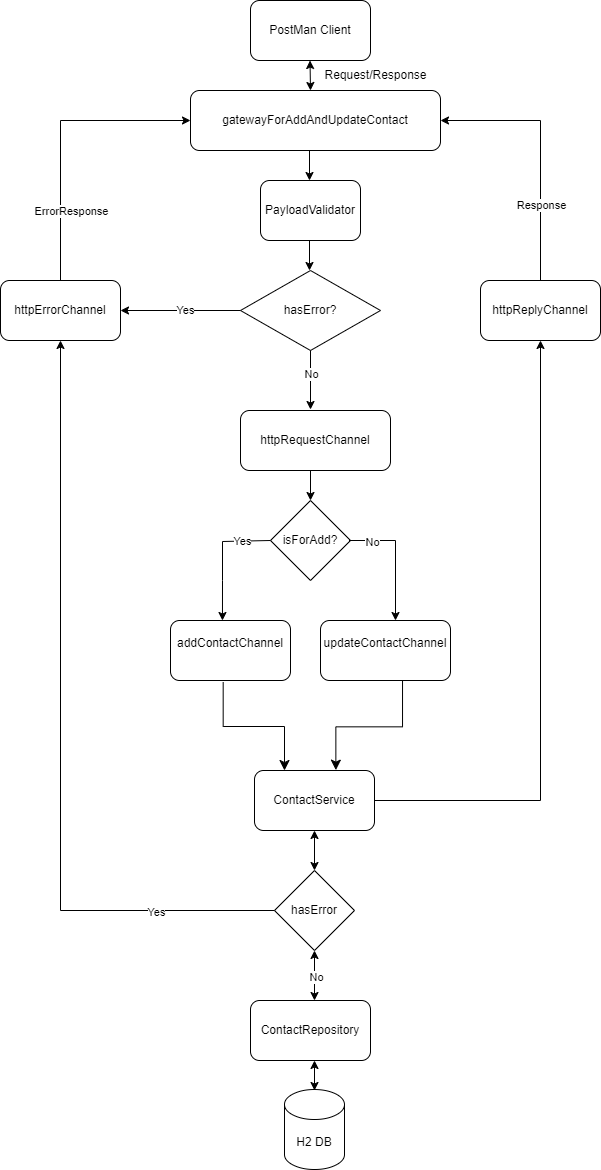 PostMan Client
Request/Response
gatewayForAddAndUpdateContact
PayloadValidator
ErrorResponse
Response
httpErrorChannel
Yes
hasError?
httpReplyChannel
No
httpRequestChannel
Yes
isForAdd?
No
addContactChannel
updateContactChannel
ContactService
Yes
hasError
No
ContactRepository
H2 DB